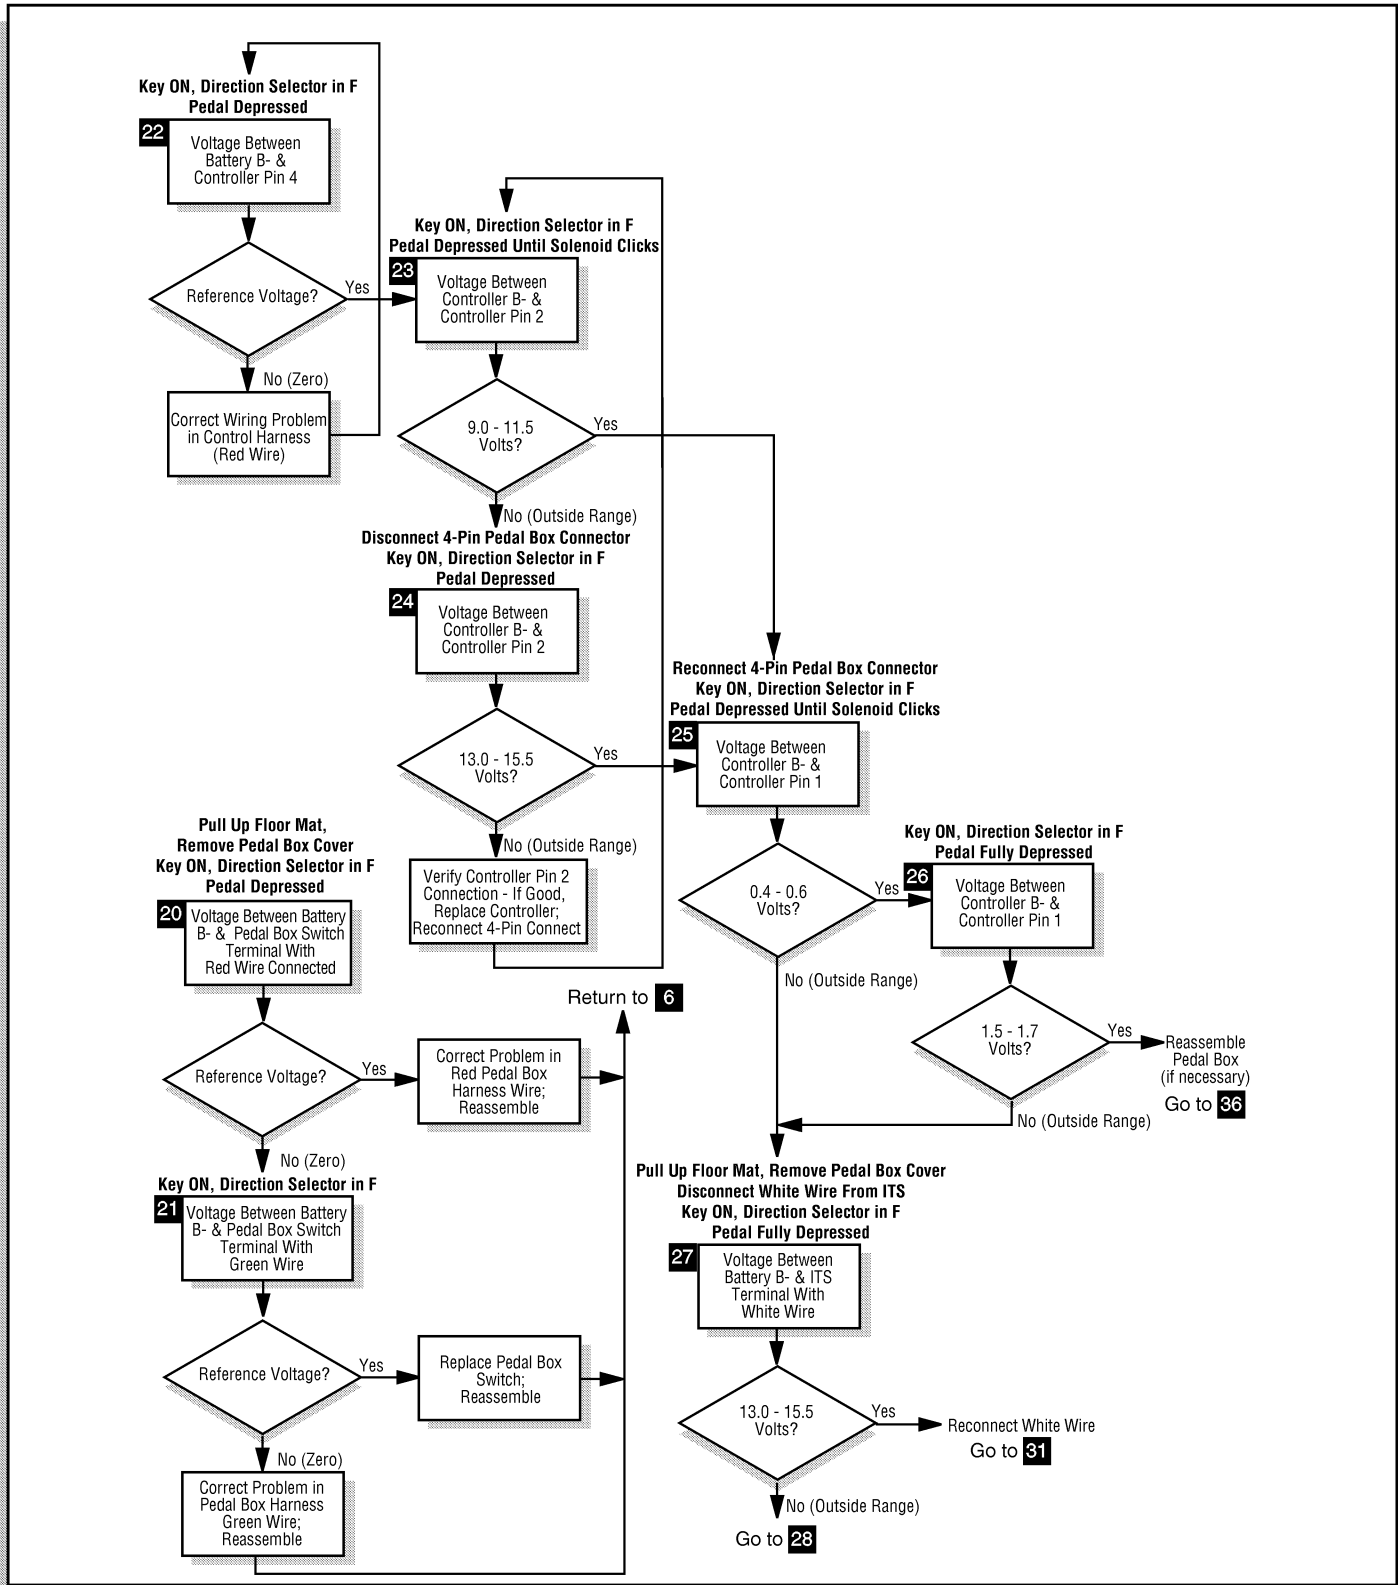 Key ON, Direction Selector in F
Pedal Depressed
22
Voltage Between
Battery B- &
Controller Pin 4
Reference Voltage?
Yes
No (Zero)
Correct Wiring Problem
in Control Harness
(Red Wire)
Key ON, Direction Selector in F
Pedal Depressed Until Solenoid Clicks
23
Voltage Between
Controller B- &
Controller Pin 2
9.0 - 11.5
Volts?
Yes
No (Outside Range)
Disconnect 4-Pin Pedal Box Connector
Key ON, Direction Selector in F
Pedal Depressed
24
Voltage Between
Controller B- &
Controller Pin 2
13.0 - 15.5
Volts?
Yes
No (Outside Range)
Verify Controller Pin 2
Connection - If Good,
Replace Controller;
Reconnect 4-Pin Connect
Reconnect 4-Pin Pedal Box Connector
Key ON, Direction Selector in F
Pedal Depressed Until Solenoid Clicks
25
Voltage Between
Controller B- &
Controller Pin 1
0.4 - 0.6
Volts?
Yes
No (Outside Range)
Key ON, Direction Selector in F
Pedal Fully Depressed
26
Voltage Between
Controller B- &
Controller Pin 1
1.5 - 1.7
Volts?
Yes
Reassemble
Pedal Box
(if necessary)
Go to 36
No (Outside Range)
Pull Up Floor Mat,
Remove Pedal Box Cover
Key ON, Direction Selector in F
Pedal Depressed
20
Voltage Between Battery
B- & Pedal Box Switch
Terminal With
Red Wire Connected
Reference Voltage?
Yes
Correct Problem in
Red Pedal Box
Harness Wire;
Reassemble
Return to 6
No (Zero)
Key ON, Direction Selector in F
21
Voltage Between Battery
B- & Pedal Box Switch
Terminal With
Green Wire
Reference Voltage?
Yes
Replace Pedal Box
Switch;
Reassemble
No (Zero)
Correct Problem in
Pedal Box Harness
Green Wire;
Reassemble
Pull Up Floor Mat, Remove Pedal Box Cover
Disconnect White Wire From ITS
Key ON, Direction Selector in F
Pedal Fully Depressed
27
Voltage Between
Battery B- & ITS
Terminal With
White Wire
13.0 - 15.5
Volts?
Yes
Reconnect White Wire
Go to 31
No (Outside Range)
Go to 28